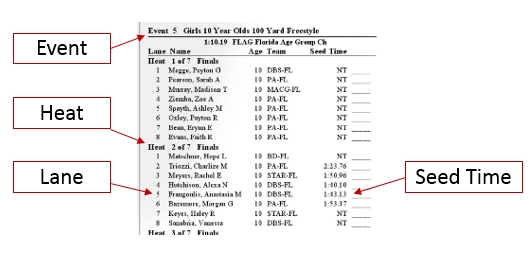 Event 5 Girls 10 Year Olds 100 Yard Freestyle
1:10.19 FLAG Florida Age Group Ch
Lane Name Age Team Seed Time
Heat 1 of 7 Finals
1 Meggs, Peyton G 10 DBS-FL NT
2 Pearson, Sarah A 10 PA-FL NT
3 Murray, Madison T 10 MACG-FL NT
4 Ziemba, Zoe A 10 PA-FL NT
5 Spayth, Ashley M 10 PA-FL NT
6 Oxley, Payton R 10 PA-FL NT
7 Bean, Erynn E 10 PA-FL NT
8 Evans, Faith R 10 PA-FL NT
Heat 2 of 7 Finals
1 Matschner, Hope L 10 BD-FL NT
2 Triozzi, Charlize M 10 PA-FL 2:23.76
3 Meyers, Rachel E 10 STAR-FL 1:50.96
4 Hutchison, Alexa N 10 DBS-FL 1:40.10
5 Frangoulis, Anastasia M 10 DBS-FL 1:43.13
6 Baremore, Morgan G 10 PA-FL 1:53.37
7 Keyes, Haley R 10 STAR-FL NT
8 Sanabria, Vanessa 10 DBS-FL NT
Heat 3 of 7 Finals
Event
Heat
Lane
Seed Time